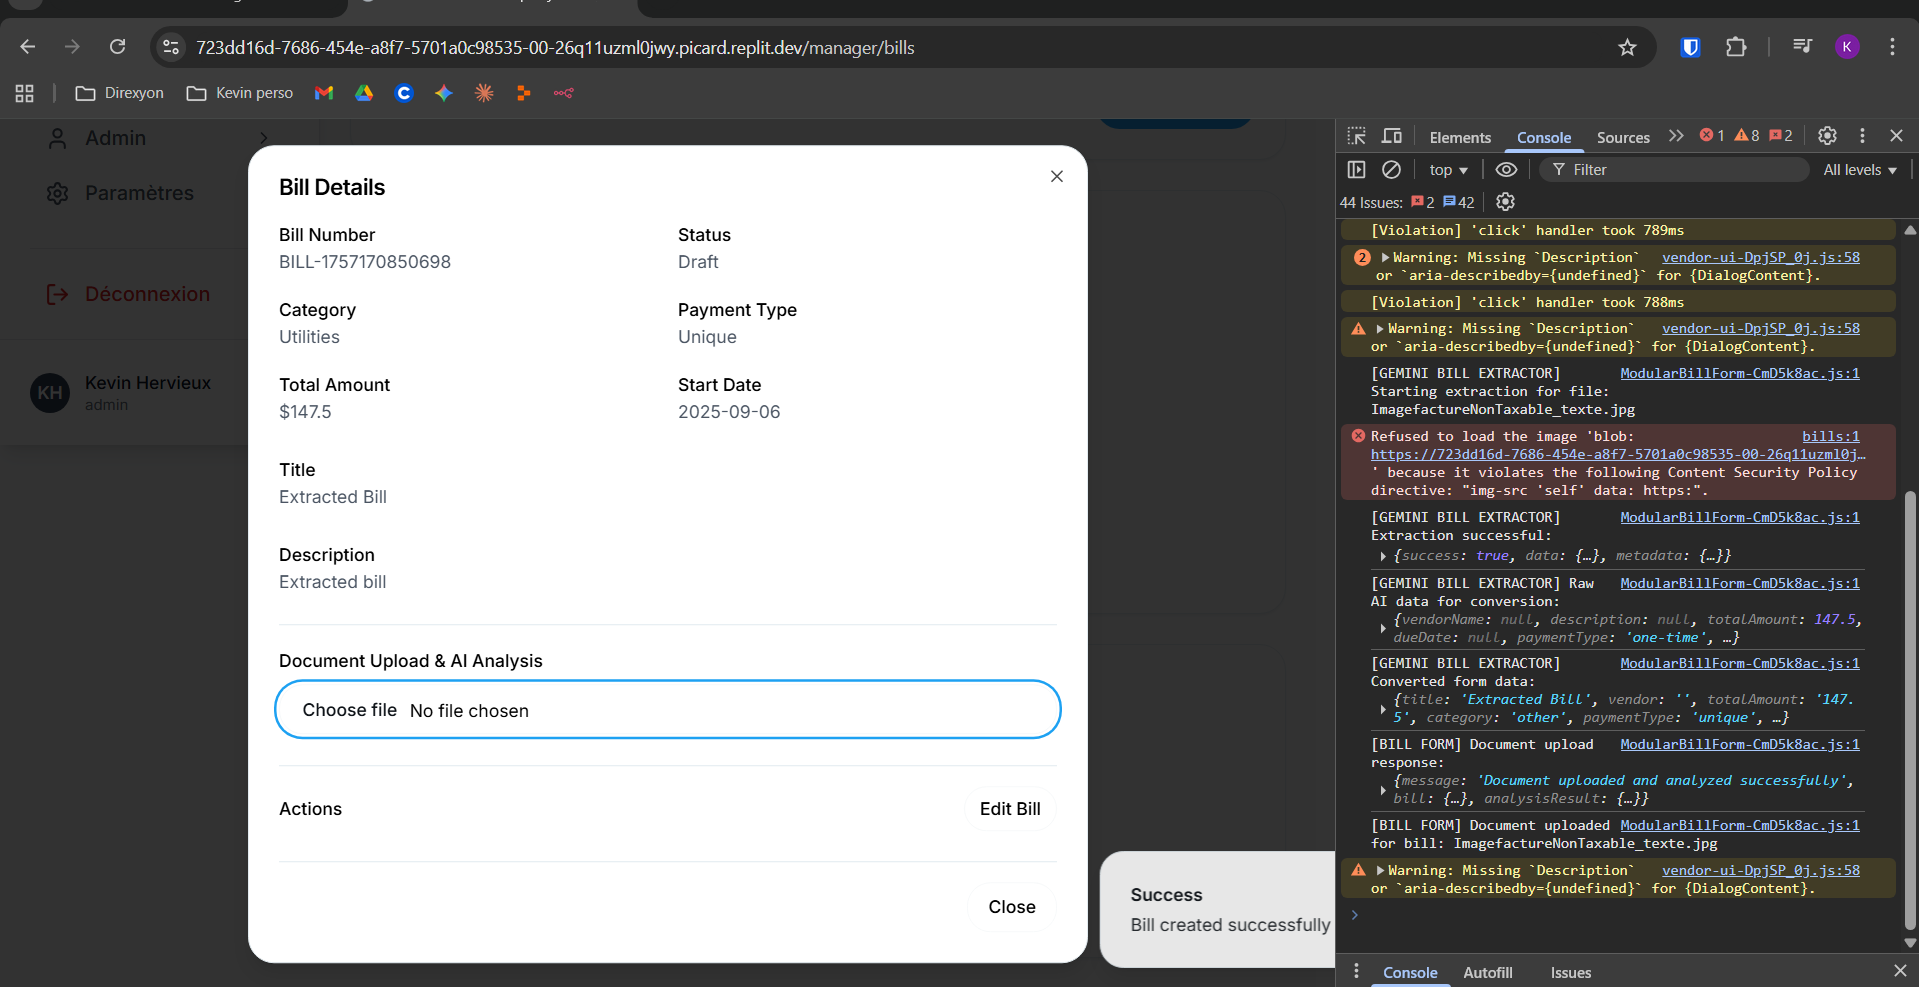 723dd16d-7686-454e-a8f7-5701a0c98535-00-26q11uzml0jwy.picard.replit.dev/manager/bills
K
Direxyon
Kevin perso
Admin
Paramètres
Déconnexion
KH
Kevin Hervieux
admin
Bill Details
Bill Number
Status
BILL-1757170850698
Draft
Category
Payment Type
Utilities
Unique
Total Amount
Start Date
$147.5
2025-09-06
Title
Extracted Bill
Description
Extracted bill
Document Upload & AI Analysis
Choose file No file chosen
Actions
Edit Bill
Close
Success
Bill created successfully
Elements Console Sources 1 8 2
top Filter All levels
44 Issues: 2 42
[Violation] 'click' handler took 789ms
2 Warning: Missing `Description` vendor-ui-DpjSP_0j.js:58
or `aria-describedby={undefined}` for {DialogContent}.
[Violation] 'click' handler took 788ms
Warning: Missing `Description` vendor-ui-DpjSP_0j.js:58
or `aria-describedby={undefined}` for {DialogContent}.
[GEMINI BILL EXTRACTOR] ModularBillForm-CmD5k8ac.js:1
Starting extraction for file:
ImagefactureNonTaxable_texte.jpg
Refused to load the image 'blob: bills:1
https://723dd16d-7686-454e-a8f7-5701a0c98535-00-26q11uzml0j…
' because it violates the following Content Security Policy
directive: "img-src 'self' data: https:".
[GEMINI BILL EXTRACTOR] ModularBillForm-CmD5k8ac.js:1
Extraction successful:
{success: true, data: {…}, metadata: {…}}
[GEMINI BILL EXTRACTOR] Raw ModularBillForm-CmD5k8ac.js:1
AI data for conversion:
{vendorName: null, description: null, totalAmount: 147.5,
dueDate: null, paymentType: 'one-time', …}
[GEMINI BILL EXTRACTOR] ModularBillForm-CmD5k8ac.js:1
Converted form data:
{title: 'Extracted Bill', vendor: '', totalAmount: '147.
5', category: 'other', paymentType: 'unique', …}
[BILL FORM] Document upload ModularBillForm-CmD5k8ac.js:1
response:
{message: 'Document uploaded and analyzed successfully',
bill: {…}, analysisResult: {…}}
[BILL FORM] Document uploaded ModularBillForm-CmD5k8ac.js:1
for bill: ImagefactureNonTaxable_texte.jpg
Warning: Missing `Description` vendor-ui-DpjSP_0j.js:58
or `aria-describedby={undefined}` for {DialogContent}.
Console Autofill Issues